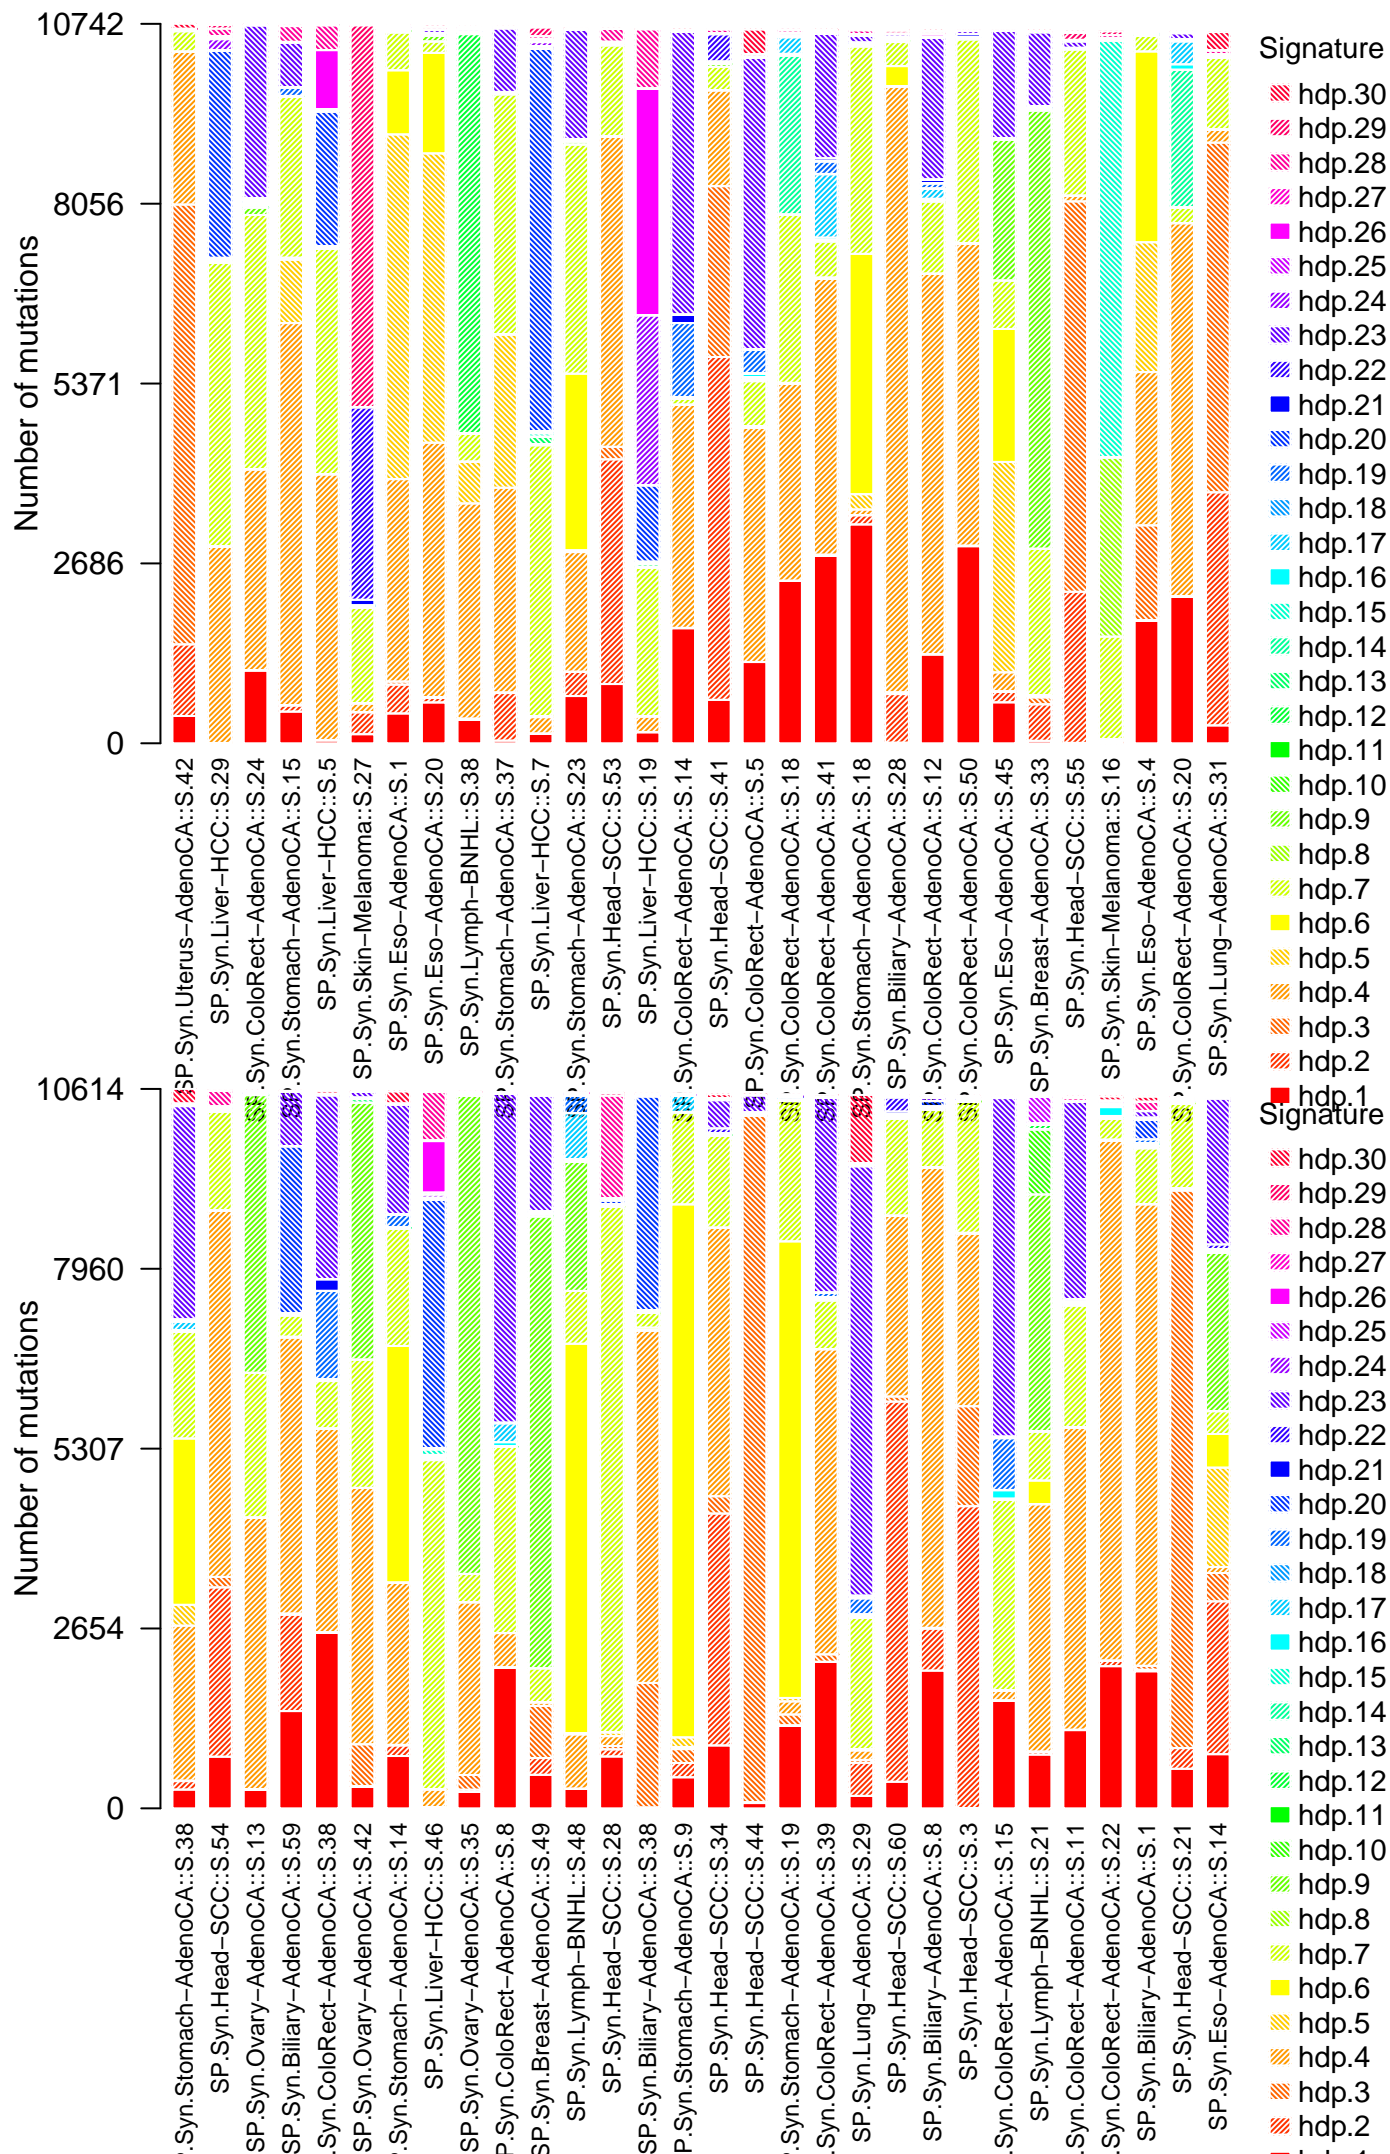 Number of mutations
10742
8056
5371
2686
0
SP.Syn.Uterus−AdenoCA::S.42
SP.Syn.Liver−HCC::S.29
SP.Syn.ColoRect−AdenoCA::S.24
SP.Syn.Stomach−AdenoCA::S.15
SP.Syn.Liver−HCC::S.5
SP.Syn.Skin−Melanoma::S.27
SP.Syn.Eso−AdenoCA::S.1
SP.Syn.Eso−AdenoCA::S.20
SP.Syn.Lymph−BNHL::S.38
SP.Syn.Stomach−AdenoCA::S.37
SP.Syn.Liver−HCC::S.7
SP.Syn.Stomach−AdenoCA::S.23
SP.Syn.Head−SCC::S.53
SP.Syn.Liver−HCC::S.19
SP.Syn.ColoRect−AdenoCA::S.14
SP.Syn.Head−SCC::S.41
SP.Syn.ColoRect−AdenoCA::S.5
SP.Syn.ColoRect−AdenoCA::S.18
SP.Syn.ColoRect−AdenoCA::S.41
SP.Syn.Stomach−AdenoCA::S.18
SP.Syn.Biliary−AdenoCA::S.28
SP.Syn.ColoRect−AdenoCA::S.12
SP.Syn.ColoRect−AdenoCA::S.50
SP.Syn.Eso−AdenoCA::S.45
SP.Syn.Breast−AdenoCA::S.33
SP.Syn.Head−SCC::S.55
SP.Syn.Skin−Melanoma::S.16
SP.Syn.Eso−AdenoCA::S.4
SP.Syn.ColoRect−AdenoCA::S.20
SP.Syn.Lung−AdenoCA::S.31
Signature
hdp.30
hdp.29
hdp.28
hdp.27
hdp.26
hdp.25
hdp.24
hdp.23
hdp.22
hdp.21
hdp.20
hdp.19
hdp.18
hdp.17
hdp.16
hdp.15
hdp.14
hdp.13
hdp.12
hdp.11
hdp.10
hdp.9
hdp.8
hdp.7
hdp.6
hdp.5
hdp.4
hdp.3
hdp.2
hdp.1
Number of mutations
10614
7960
5307
2654
0
P.Syn.Stomach−AdenoCA::S.38
SP.Syn.Head−SCC::S.54
SP.Syn.Ovary−AdenoCA::S.13
SP.Syn.Biliary−AdenoCA::S.59
.Syn.ColoRect−AdenoCA::S.38
SP.Syn.Ovary−AdenoCA::S.42
P.Syn.Stomach−AdenoCA::S.14
SP.Syn.Liver−HCC::S.46
SP.Syn.Ovary−AdenoCA::S.35
P.Syn.ColoRect−AdenoCA::S.8
SP.Syn.Breast−AdenoCA::S.49
SP.Syn.Lymph−BNHL::S.48
SP.Syn.Head−SCC::S.28
SP.Syn.Biliary−AdenoCA::S.38
P.Syn.Stomach−AdenoCA::S.9
SP.Syn.Head−SCC::S.34
SP.Syn.Head−SCC::S.44
P.Syn.Stomach−AdenoCA::S.19
.Syn.ColoRect−AdenoCA::S.39
SP.Syn.Lung−AdenoCA::S.29
SP.Syn.Head−SCC::S.60
SP.Syn.Biliary−AdenoCA::S.8
SP.Syn.Head−SCC::S.3
.Syn.ColoRect−AdenoCA::S.15
SP.Syn.Lymph−BNHL::S.21
.Syn.ColoRect−AdenoCA::S.11
.Syn.ColoRect−AdenoCA::S.22
SP.Syn.Biliary−AdenoCA::S.1
SP.Syn.Head−SCC::S.21
SP.Syn.Eso−AdenoCA::S.14
Signature
hdp.30
hdp.29
hdp.28
hdp.27
hdp.26
hdp.25
hdp.24
hdp.23
hdp.22
hdp.21
hdp.20
hdp.19
hdp.18
hdp.17
hdp.16
hdp.15
hdp.14
hdp.13
hdp.12
hdp.11
hdp.10
hdp.9
hdp.8
hdp.7
hdp.6
hdp.5
hdp.4
hdp.3
hdp.2